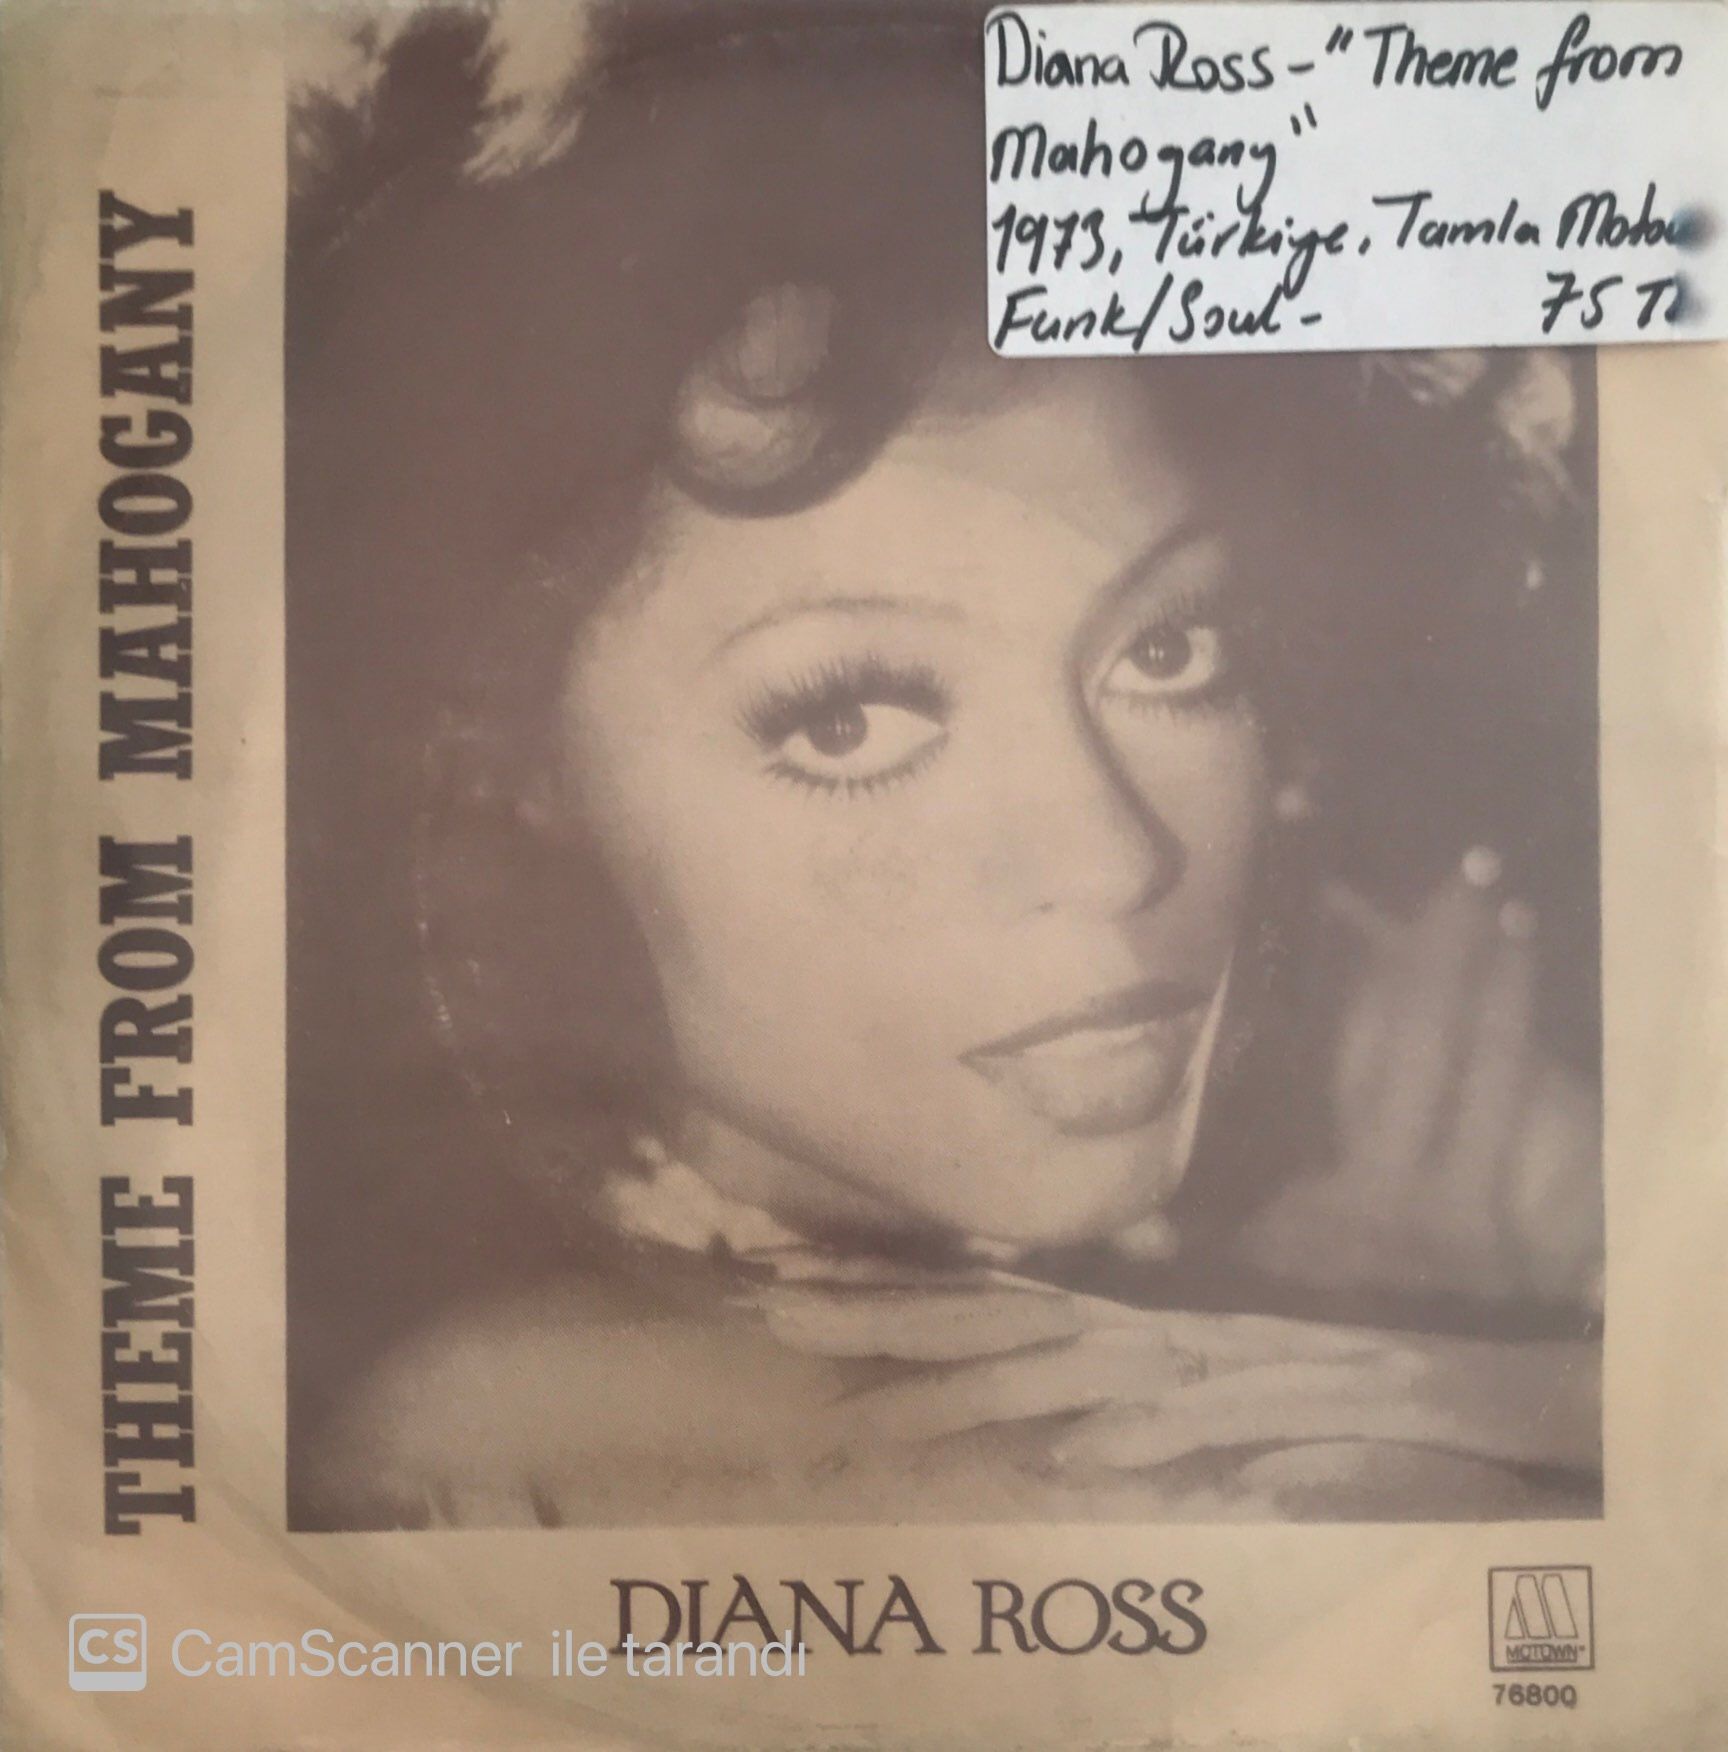 Diana Ross - "Theme from
Mahogany"
1973, Türkiye, Tamla
Funk/Soul - 75
THEME FROM MAHOGANY
DIANA ROSS
MOTOWN
76800
CS CamScanner ile tarandı